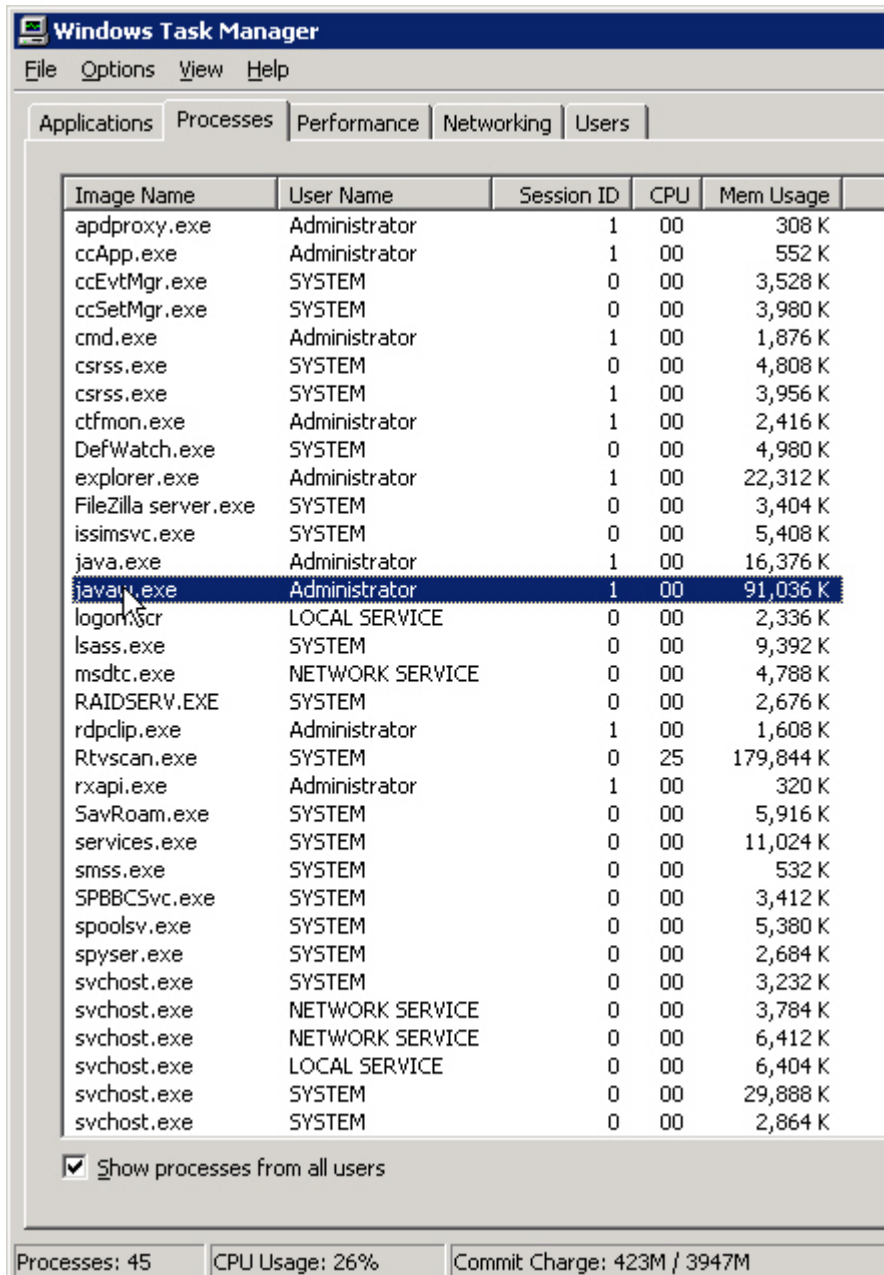 Windows Task Manager
File Options View Help
Applications Processes Performance Networking Users
Image Name User Name Session ID CPU Mem Usage
apdproxy.exe Administrator 1 00 308 K
ccApp.exe Administrator 1 00 552 K
ccEvtMgr.exe SYSTEM 0 00 3,528 K
ccSetMgr.exe SYSTEM 0 00 3,980 K
cmd.exe Administrator 1 00 1,876 K
csrss.exe SYSTEM 0 00 4,808 K
csrss.exe SYSTEM 1 00 3,956 K
ctfmon.exe Administrator 1 00 2,416 K
DefWatch.exe SYSTEM 0 00 4,980 K
explorer.exe Administrator 1 00 22,312 K
FileZilla server.exe SYSTEM 0 00 3,404 K
issimsvc.exe SYSTEM 0 00 5,408 K
java.exe Administrator 1 00 16,376 K
javaw.exe Administrator 1 00 91,036 K
logon.scr LOCAL SERVICE 0 00 2,336 K
lsass.exe SYSTEM 0 00 9,392 K
msdtc.exe NETWORK SERVICE 0 00 4,788 K
RAIDSERV.EXE SYSTEM 0 00 2,676 K
rdpclip.exe Administrator 1 00 1,608 K
Rtvscan.exe SYSTEM 0 25 179,844 K
rxapi.exe Administrator 1 00 320 K
SavRoam.exe SYSTEM 0 00 5,916 K
services.exe SYSTEM 0 00 11,024 K
smss.exe SYSTEM 0 00 532 K
SPBBCSvc.exe SYSTEM 0 00 3,412 K
spoolsv.exe SYSTEM 0 00 5,380 K
spyser.exe SYSTEM 0 00 2,684 K
svchost.exe SYSTEM 0 00 3,232 K
svchost.exe NETWORK SERVICE 0 00 3,784 K
svchost.exe NETWORK SERVICE 0 00 6,412 K
svchost.exe LOCAL SERVICE 0 00 6,404 K
svchost.exe SYSTEM 0 00 29,888 K
svchost.exe SYSTEM 0 00 2,864 K
Show processes from all users
Processes: 45 CPU Usage: 26% Commit Charge: 423M / 3947M